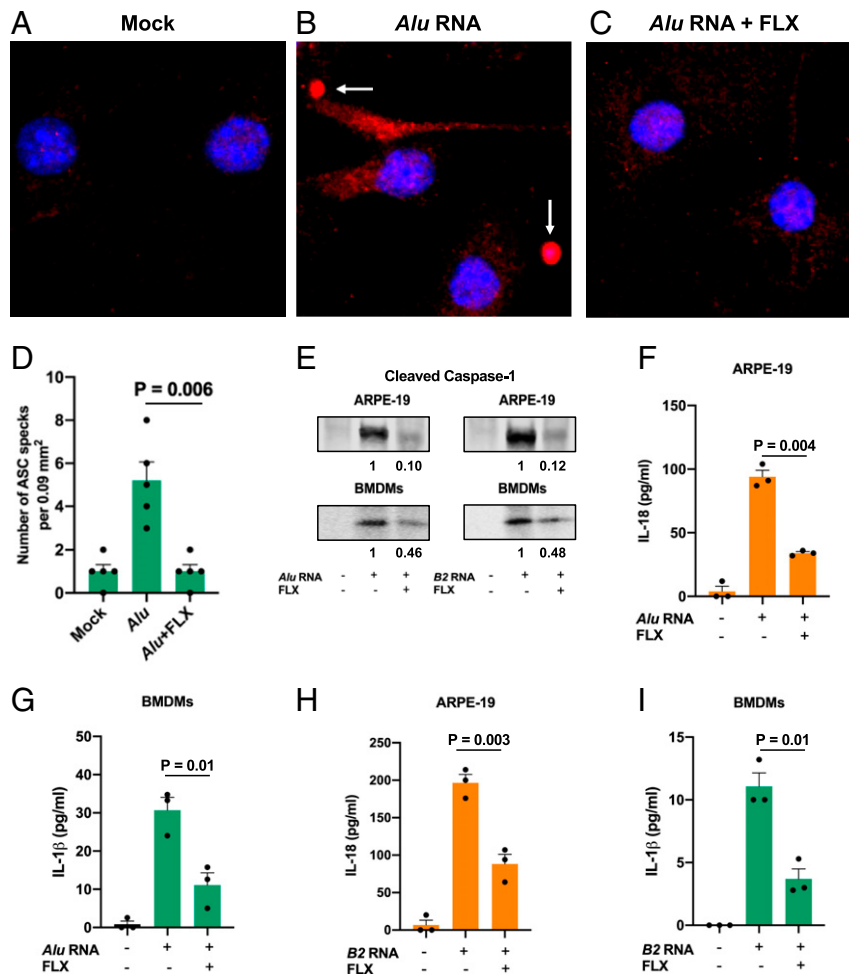 A Mock
B Alu RNA
C Alu RNA + FLX
D
10
8
6
4
2
0
Number of ASC specks
per 0.09 mm²
P = 0.006
Mock
Alu
Alu+FLX
E
Cleaved Caspase-1
ARPE-19 ARPE-19
1 0.10 1 0.12
BMDMs BMDMs
1 0.46 1 0.48
Alu RNA - + + B2 RNA - + +
FLX - - + FLX - - +
F
ARPE-19
150
100
50
0
IL-18 (pg/ml)
P = 0.004
Alu RNA - + +
FLX - - +
G
BMDMs
50
40
30
20
10
0
IL-1β (pg/ml)
P = 0.01
Alu RNA - + +
FLX - - +
H
ARPE-19
250
200
150
100
50
0
IL-18 (pg/ml)
P = 0.003
B2 RNA - + +
FLX - - +
I
BMDMs
15
10
5
0
IL-1β (pg/ml)
P = 0.01
B2 RNA - + +
FLX - - +